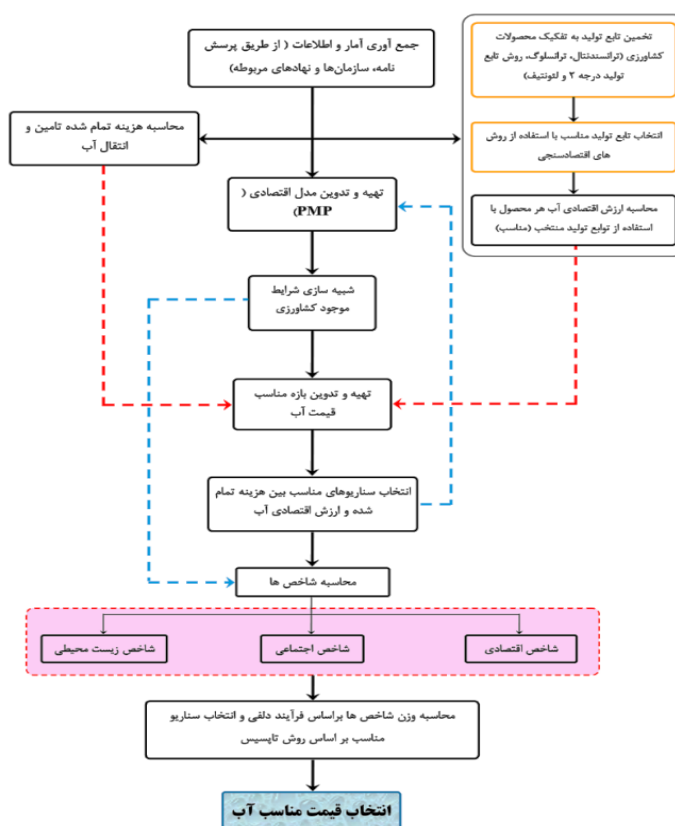 جمع آوری آمار و اطلاعات ( از طریق پرسش
نامه، سازمان‌ها و نهادهای مربوطه)
تخمین تابع تولید به تفکیک محصولات
کشاورزی (ترانسندنتال، ترانسلوگ، روش تابع
تولید درجه ۲ و لئونتیف)
انتخاب تابع تولید مناسب با استفاده از روش
های اقتصادسنجی
محاسبه ارزش اقتصادی آب هر محصول با
استفاده از توابع تولید منتخب (مناسب)
محاسبه هزینه تمام شده تامین و
انتقال آب
تهیه و تدوین مدل اقتصادی (
PMP)
شبیه سازی شرایط
موجود کشاورزی
تهیه و تدوین بازه مناسب
قیمت آب
انتخاب سناریوهای مناسب بین هزینه تمام
شده و ارزش اقتصادی آب
محاسبه شاخص ها
شاخص اقتصادی
شاخص اجتماعی
شاخص زیست محیطی
محاسبه وزن شاخص ها براساس فرآیند دلفی و انتخاب سناریو
مناسب بر اساس روش تاپسیس
انتخاب قیمت مناسب آب